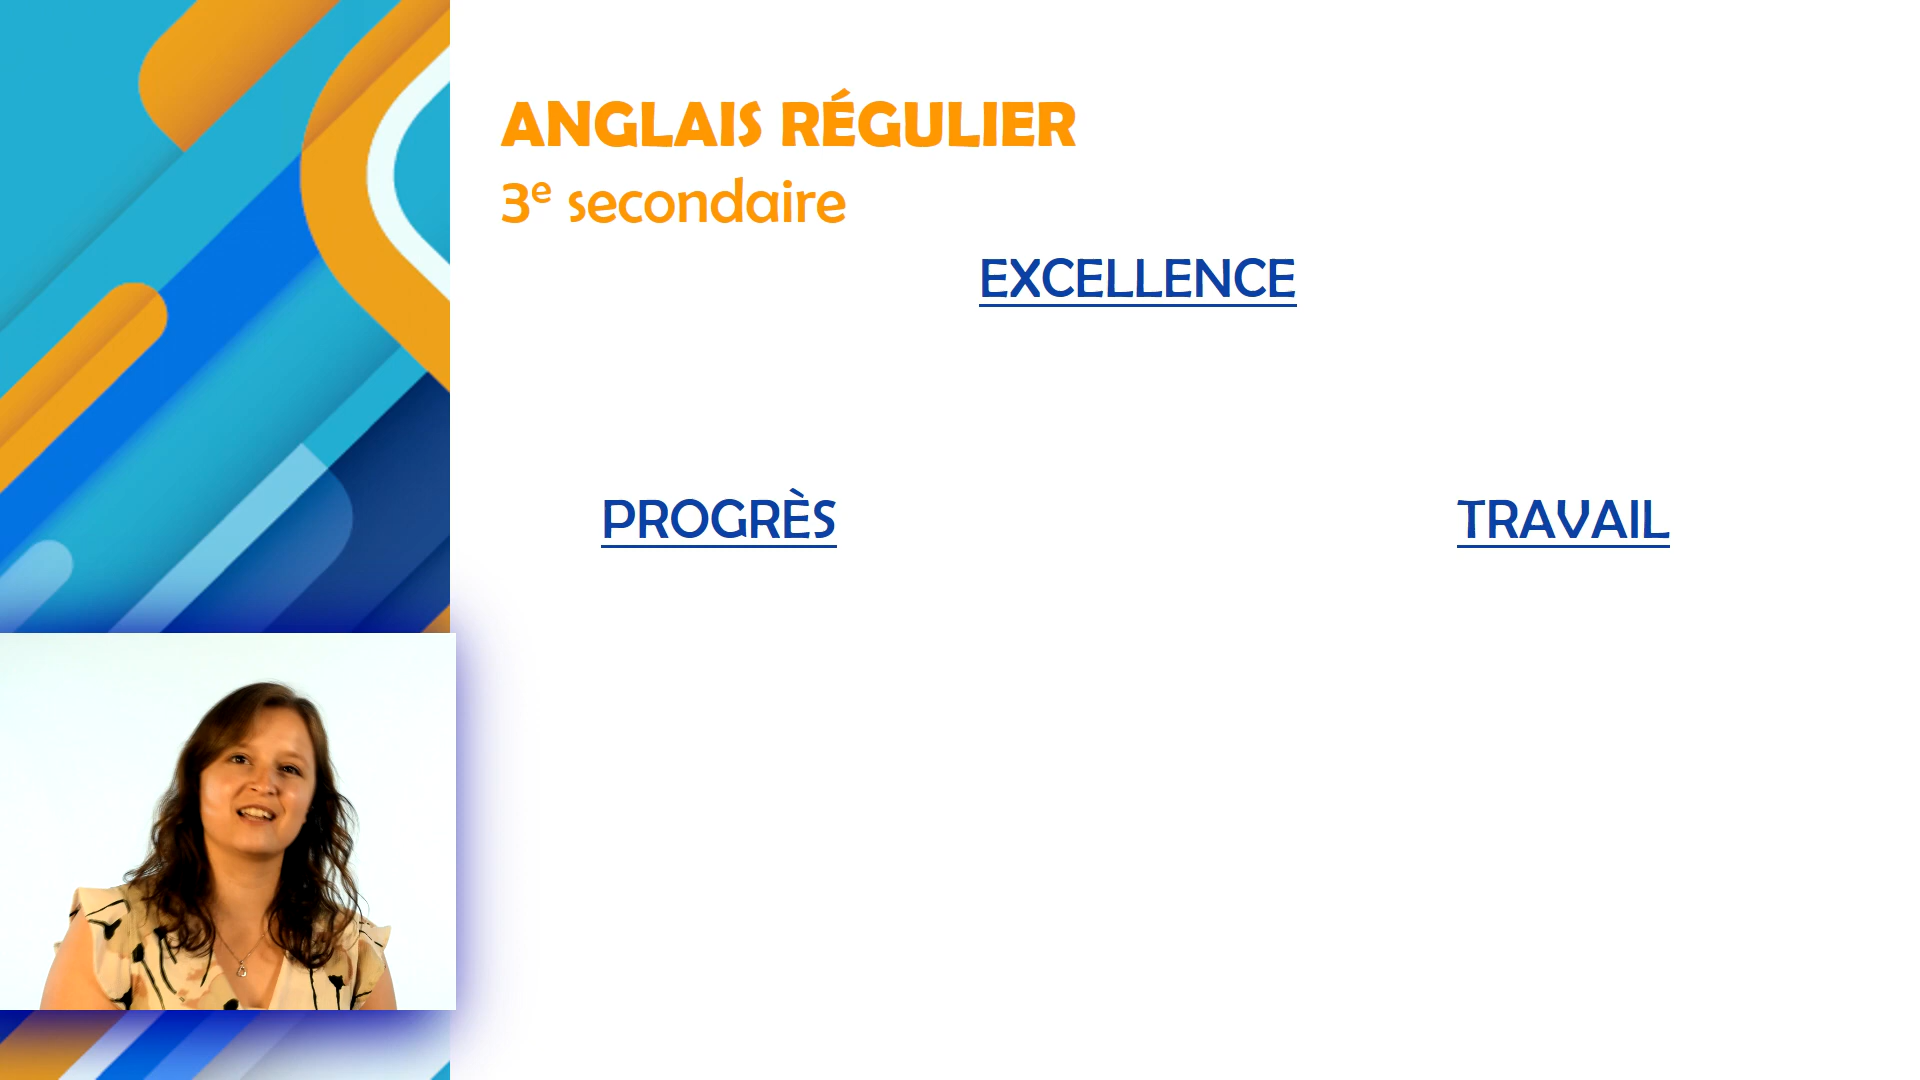 ANGLAIS RÉGULIER
3e secondaire
EXCELLENCE
PROGRÈS
TRAVAIL